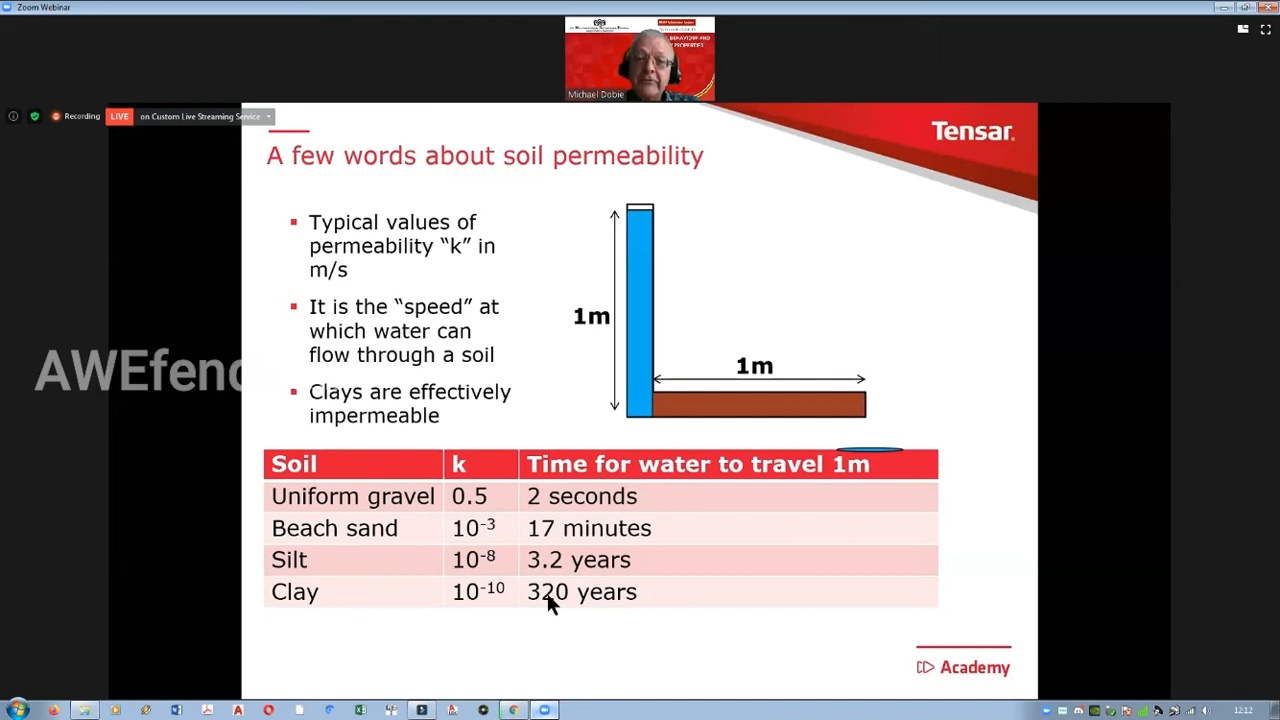 Zoom Webinar
BEHAVIOUR AND
PROPERTIES
Michael Dobie
Recording
LIVE
on Custom Live Streaming Service
Tensar.
A few words about soil permeability
Typical values of
permeability “k” in
m/s
It is the “speed” at
which water can
flow through a soil
Clays are effectively
impermeable
1m
1m
AWEfenc
Soil k Time for water to travel 1m
Uniform gravel 0.5 2 seconds
Beach sand 10⁻³ 17 minutes
Silt 10⁻⁸ 3.2 years
Clay 10⁻¹⁰ 320 years
Academy
12:12